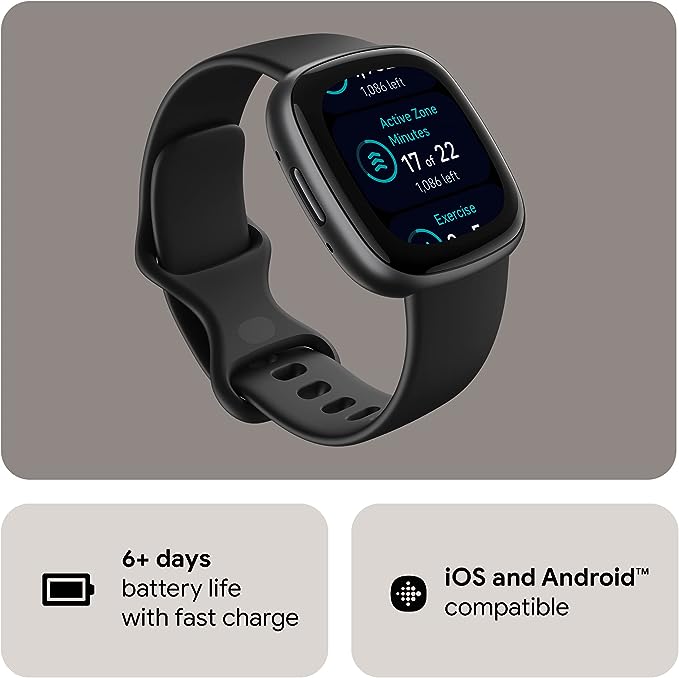 1,086 left
Active Zone
Minutes
17 of 22
1,086 left
Exercise
6+ days
battery life
with fast charge
iOS and Android™
compatible